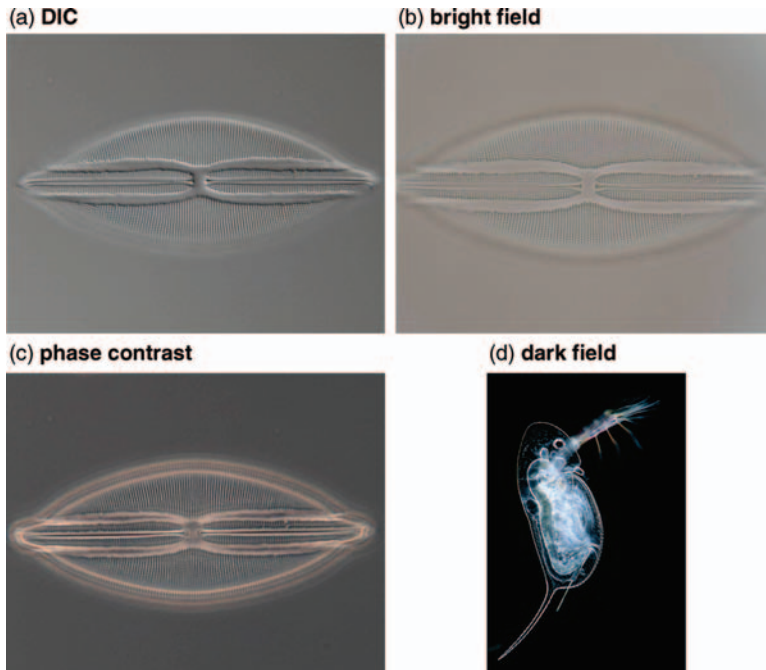 (a) DIC
(b) bright field
(c) phase contrast
(d) dark field